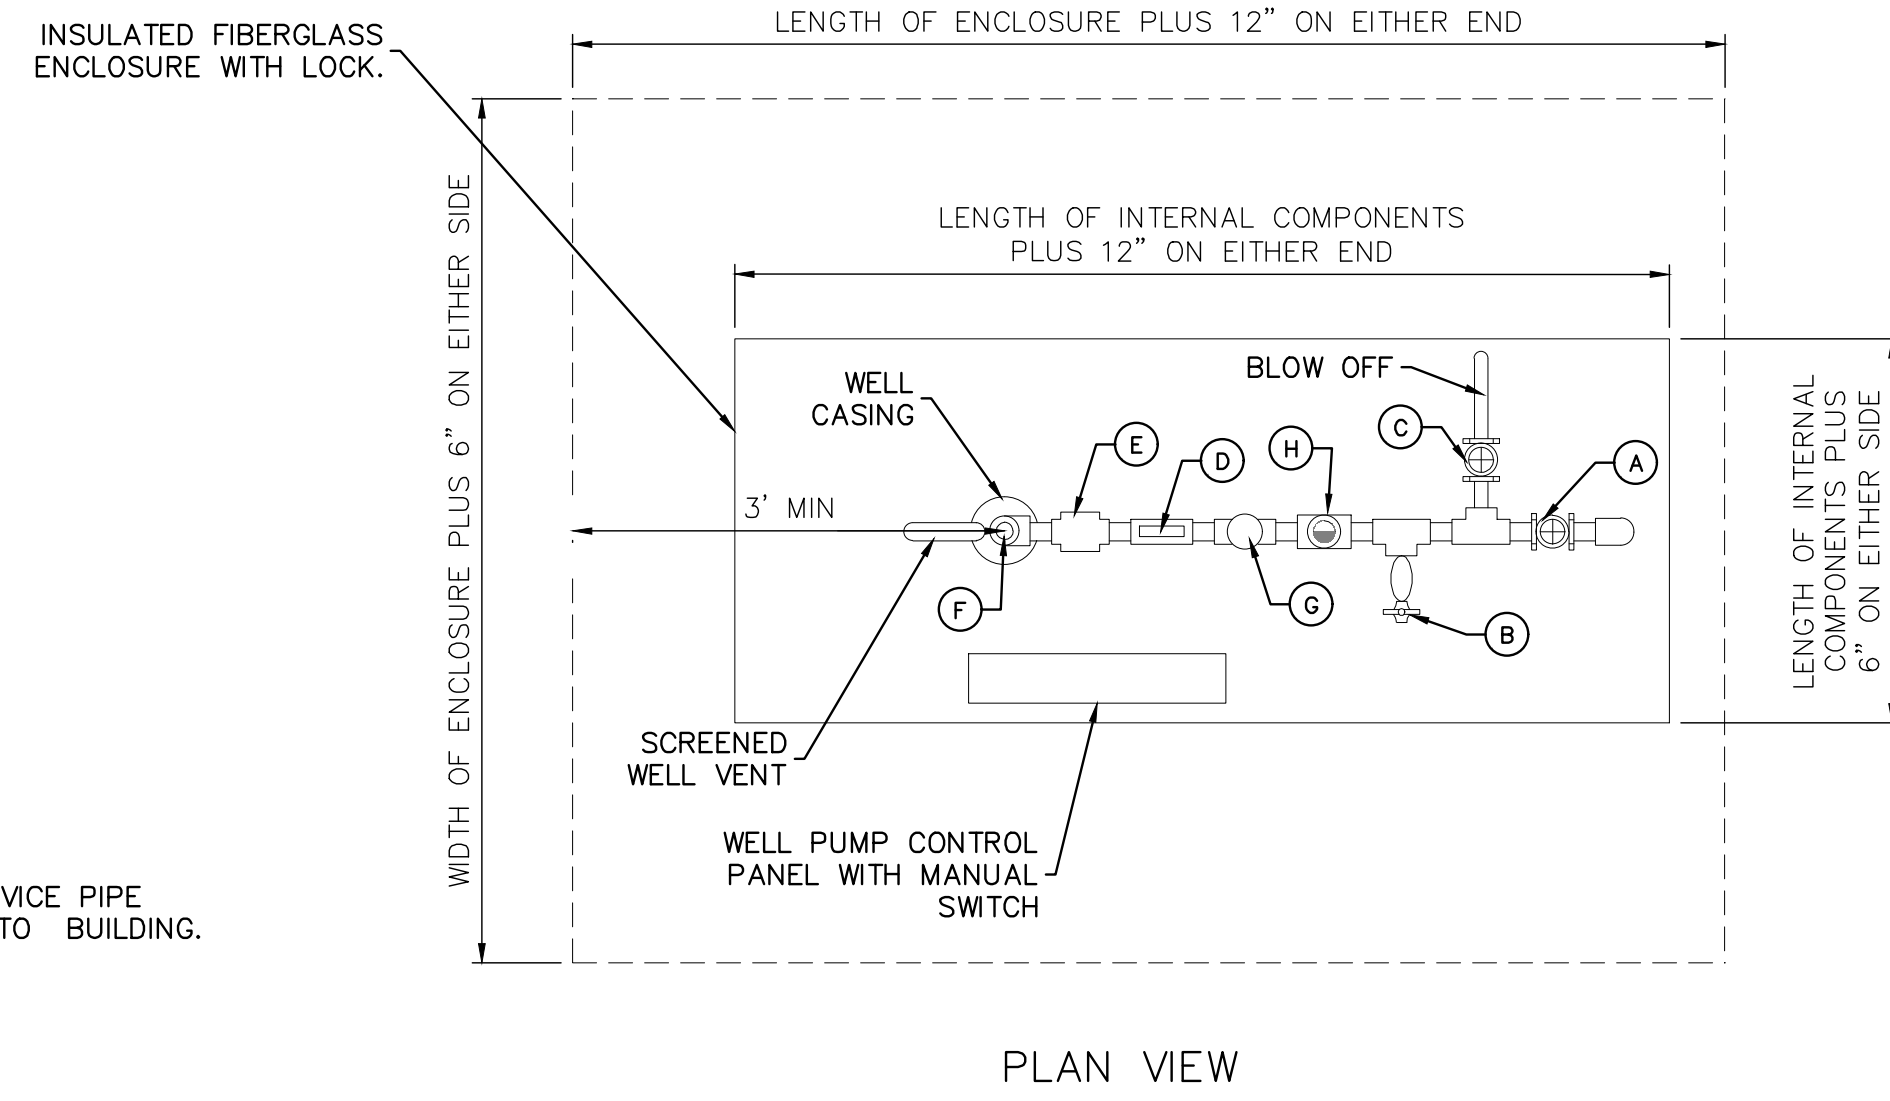 LENGTH OF ENCLOSURE PLUS 12" ON EITHER END
INSULATED FIBERGLASS
ENCLOSURE WITH LOCK.
WIDTH OF ENCLOSURE PLUS 6" ON EITHER SIDE
LENGTH OF INTERNAL COMPONENTS
PLUS 12" ON EITHER END
BLOW OFF
WELL
CASING
C
E
H
D
A
3' MIN
F
G
B
LENGTH OF INTERNAL
COMPONENTS PLUS
6" ON EITHER SIDE
SCREENED
WELL VENT
WELL PUMP CONTROL
PANEL WITH MANUAL
SWITCH
VICE PIPE
TO BUILDING.
PLAN VIEW